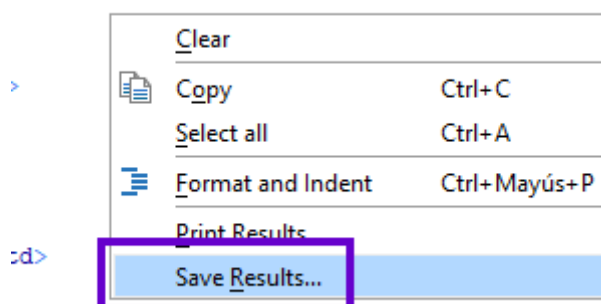 Clear
>
Copy Ctrl+C
Select all Ctrl+A
Format and Indent Ctrl+Mayús+P
Print Results
cd>
Save Results...